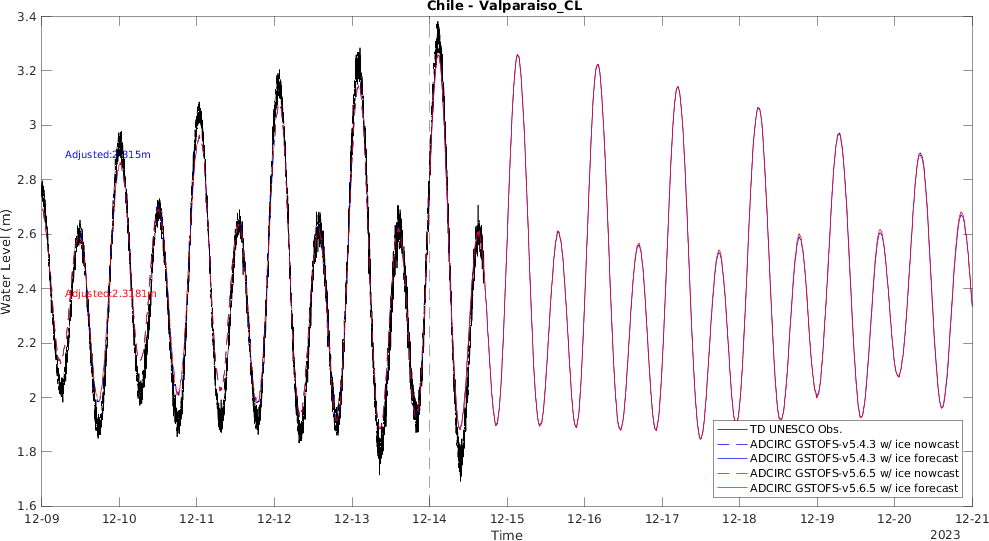 Chile - Valparaiso_CL
3.4
3.2
3
2.8
2.6
2.4
2.2
2
1.8
1.6
Water Level (m)
Adjusted:2.315m
Adjusted:2.3181m
TD UNESCO Obs.
ADCIRC GSTOFS-v5.4.3 w/ ice nowcast
ADCIRC GSTOFS-v5.4.3 w/ ice forecast
ADCIRC GSTOFS-v5.6.5 w/ ice nowcast
ADCIRC GSTOFS-v5.6.5 w/ ice forecast
12-09 12-10 12-11 12-12 12-13 12-14 12-15 12-16 12-17 12-18 12-19 12-20 12-21
Time
2023